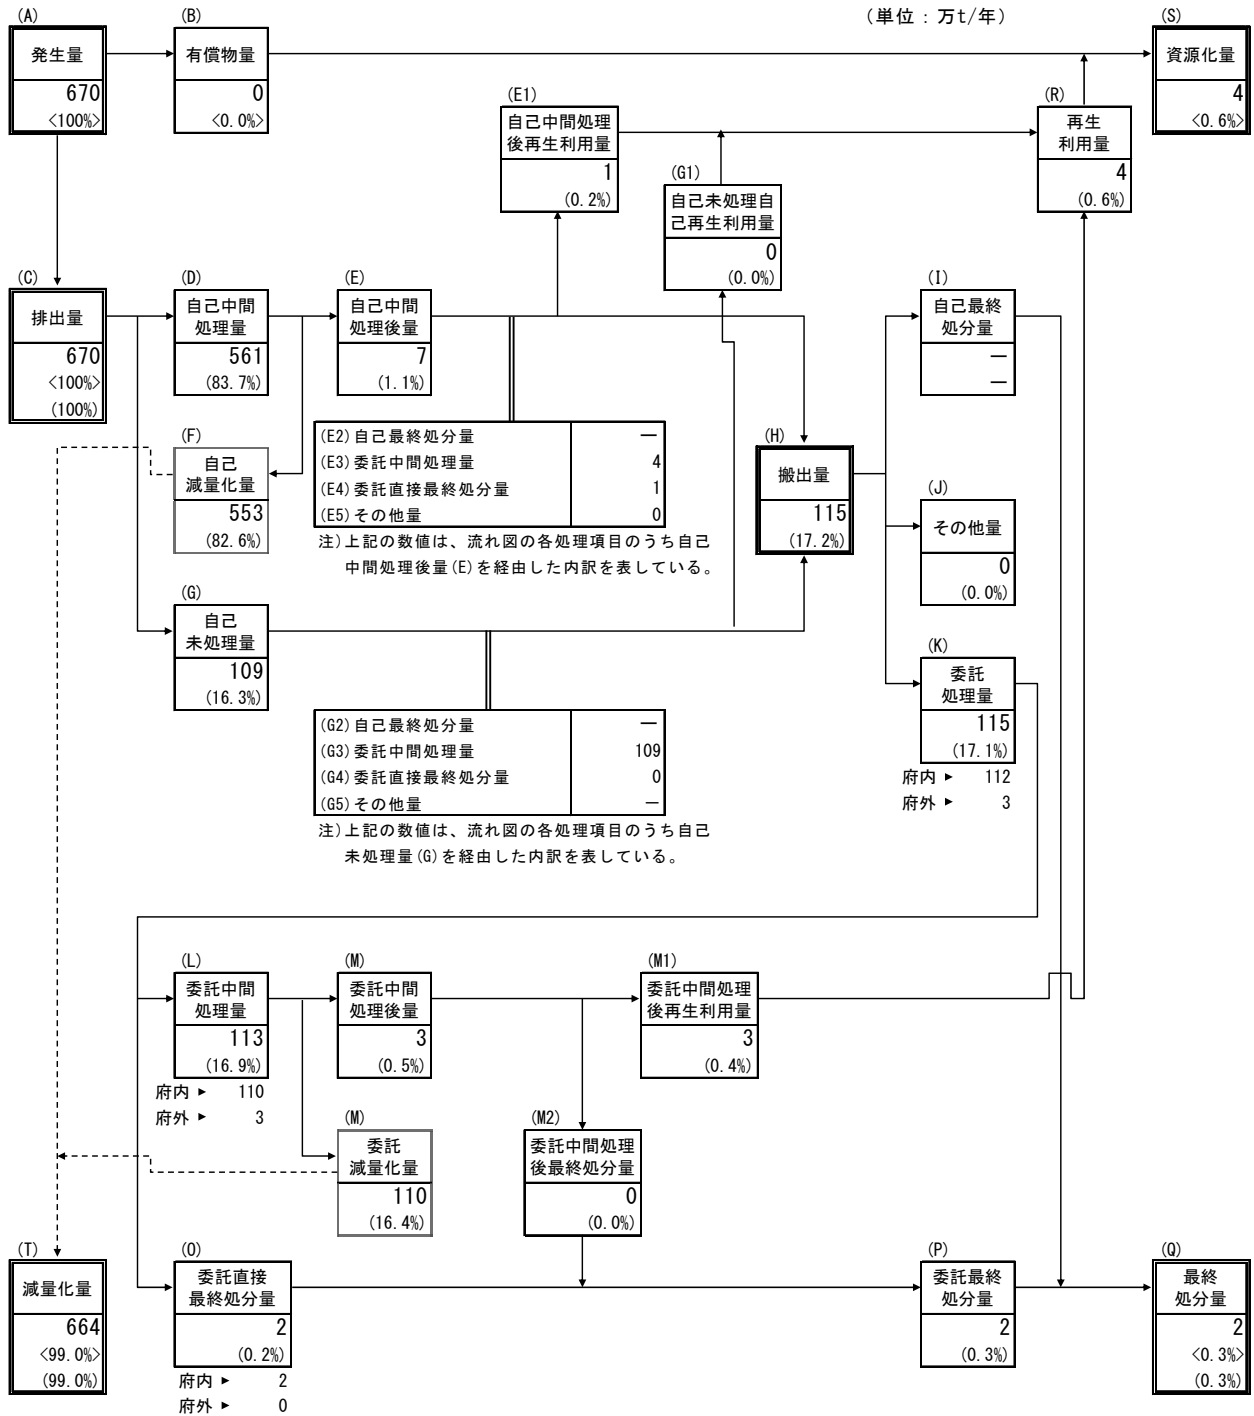 (単位：万t/年)
(A)
発生量
670
<100%>
(B)
有償物量
0
<0.0%>
(S)
資源化量
4
<0.6%>
(E1)
自己中間処理
後再生利用量
1
(0.2%)
(R)
再生
利用量
4
(0.6%)
(G1)
自己未処理自
己再生利用量
0
(0.0%)
(C)
排出量
670
<100%>
(100%)
(D)
自己中間
処理量
561
(83.7%)
(E)
自己中間
処理後量
7
(1.1%)
(I)
自己最終
処分量
―
―
(F)
自己
減量化量
553
(82.6%)
(E2)自己最終処分量 ―
(E3)委託中間処理量 4
(E4)委託直接最終処分量 1
(E5)その他量 0
注)上記の数値は、流れ図の各処理項目のうち自己
中間処理後量(E)を経由した内訳を表している。
(H)
搬出量
115
(17.2%)
(J)
その他量
0
(0.0%)
(G)
自己
未処理量
109
(16.3%)
(G2)自己最終処分量 ―
(G3)委託中間処理量 109
(G4)委託直接最終処分量 0
(G5)その他量 ―
注)上記の数値は、流れ図の各処理項目のうち自己
未処理量(G)を経由した内訳を表している。
(K)
委託
処理量
115
(17.1%)
府内 ► 112
府外 ► 3
(L)
委託中間
処理量
113
(16.9%)
府内 ► 110
府外 ► 3
(M)
委託中間
処理後量
3
(0.5%)
(M1)
委託中間処理
後再生利用量
3
(0.4%)
(M)
委託
減量化量
110
(16.4%)
(M2)
委託中間処理
後最終処分量
0
(0.0%)
(T)
減量化量
664
<99.0%>
(99.0%)
(O)
委託直接
最終処分量
2
(0.2%)
府内 ► 2
府外 ► 0
(P)
委託最終
処分量
2
(0.3%)
(Q)
最終
処分量
2
<0.3%>
(0.3%)